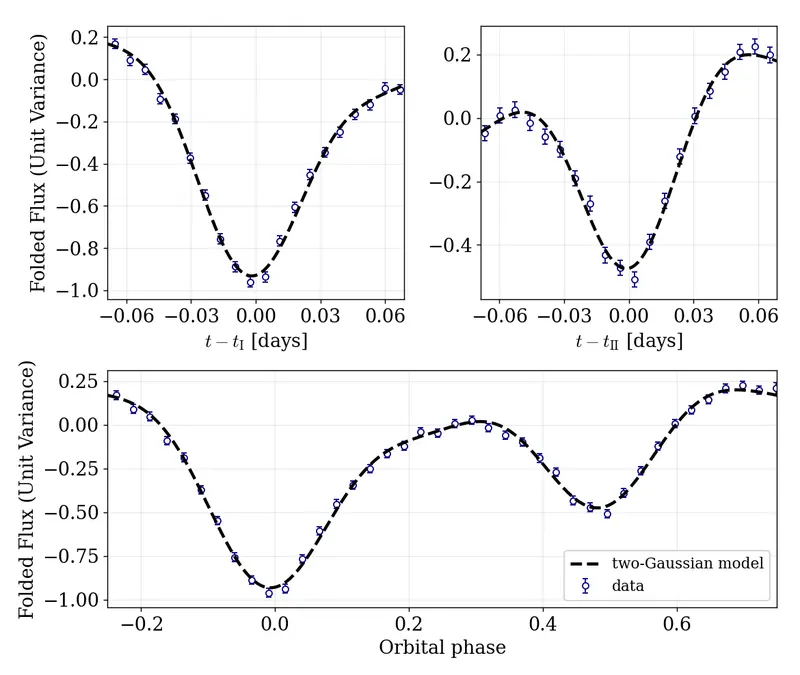 Folded Flux (Unit Variance)
0.2
0.0
−0.2
−0.4
−0.6
−0.8
−1.0
−0.06 −0.03 0.00 0.03 0.06
t − tI [days]
0.2
0.0
−0.2
−0.4
−0.06 −0.03 0.00 0.03 0.06
t − tII [days]
Folded Flux (Unit Variance)
0.25
0.00
−0.25
−0.50
−0.75
−1.00
−0.2 0.0 0.2 0.4 0.6
Orbital phase
two-Gaussian model
data